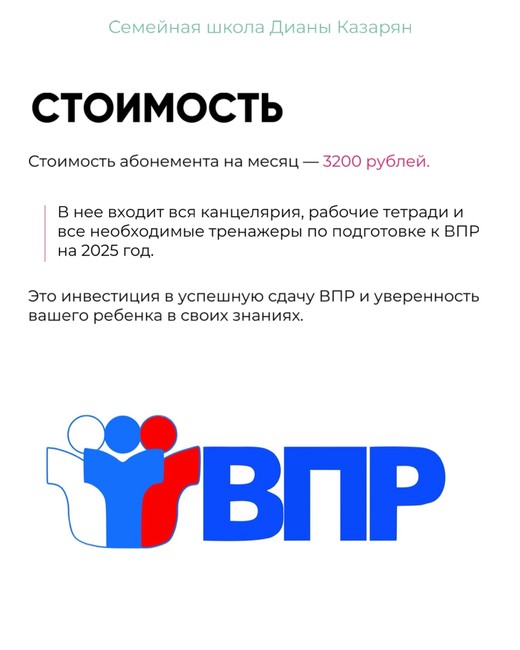 Семейная школа Дианы Казарян
СТОИМОСТЬ
Стоимость абонемента на месяц — 3200 рублей.
В нее входит вся канцелярия, рабочие тетради и
все необходимые тренажеры по подготовке к ВПР
на 2025 год.
Это инвестиция в успешную сдачу ВПР и уверенность
вашего ребенка в своих знаниях.
ВПР